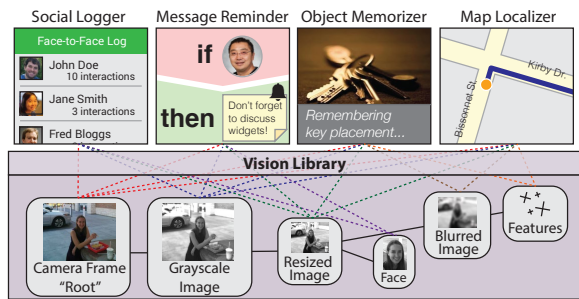 Social Logger
Message Reminder
Object Memorizer
Map Localizer
Face-to-Face Log
John Doe
10 interactions
Jane Smith
3 interactions
Fred Bloggs
if
then
Don't forget
to discuss
widgets!
Remembering
key placement...
Kirby Dr.
Bissonnet St.
Vision Library
Camera Frame
"Root"
Grayscale
Image
Resized
Image
Face
Blurred
Image
Features